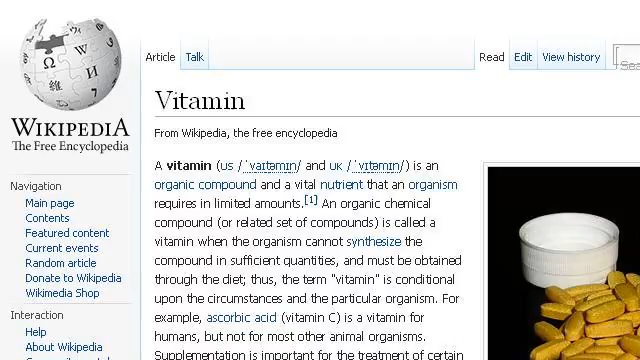 Article Talk Read Edit View history Sea
WIKIPEDIA
The Free Encyclopedia
Navigation
Main page
Contents
Featured content
Current events
Random article
Donate to Wikipedia
Wikimedia Shop
Interaction
Help
About Wikipedia
Vitamin
From Wikipedia, the free encyclopedia
A vitamin (US /ˈvaɪtəmɪn/ and UK /ˈvɪtəmɪn/) is an
organic compound and a vital nutrient that an organism
requires in limited amounts.[1] An organic chemical
compound (or related set of compounds) is called a
vitamin when the organism cannot synthesize the
compound in sufficient quantities, and must be obtained
through the diet; thus, the term "vitamin" is conditional
upon the circumstances and the particular organism. For
example, ascorbic acid (vitamin C) is a vitamin for
humans, but not for most other animal organisms.
Supplementation is important for the treatment of certain